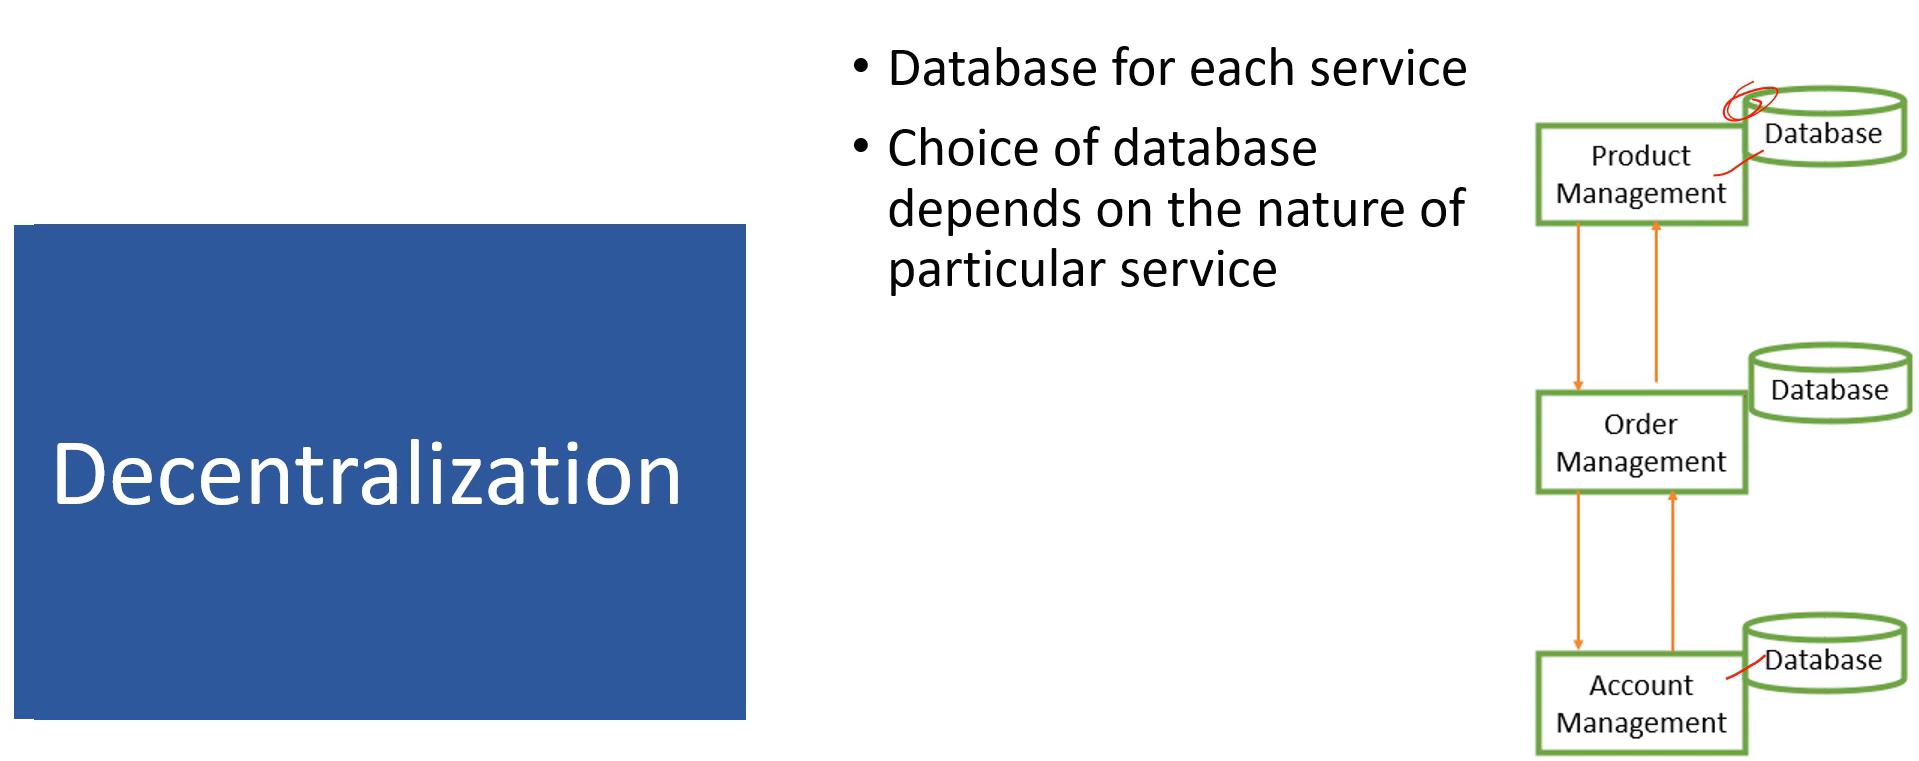 Decentralization
• Database for each service
• Choice of database
depends on the nature of
particular service
Database
Product
Management
Database
Order
Management
Database
Account
Management